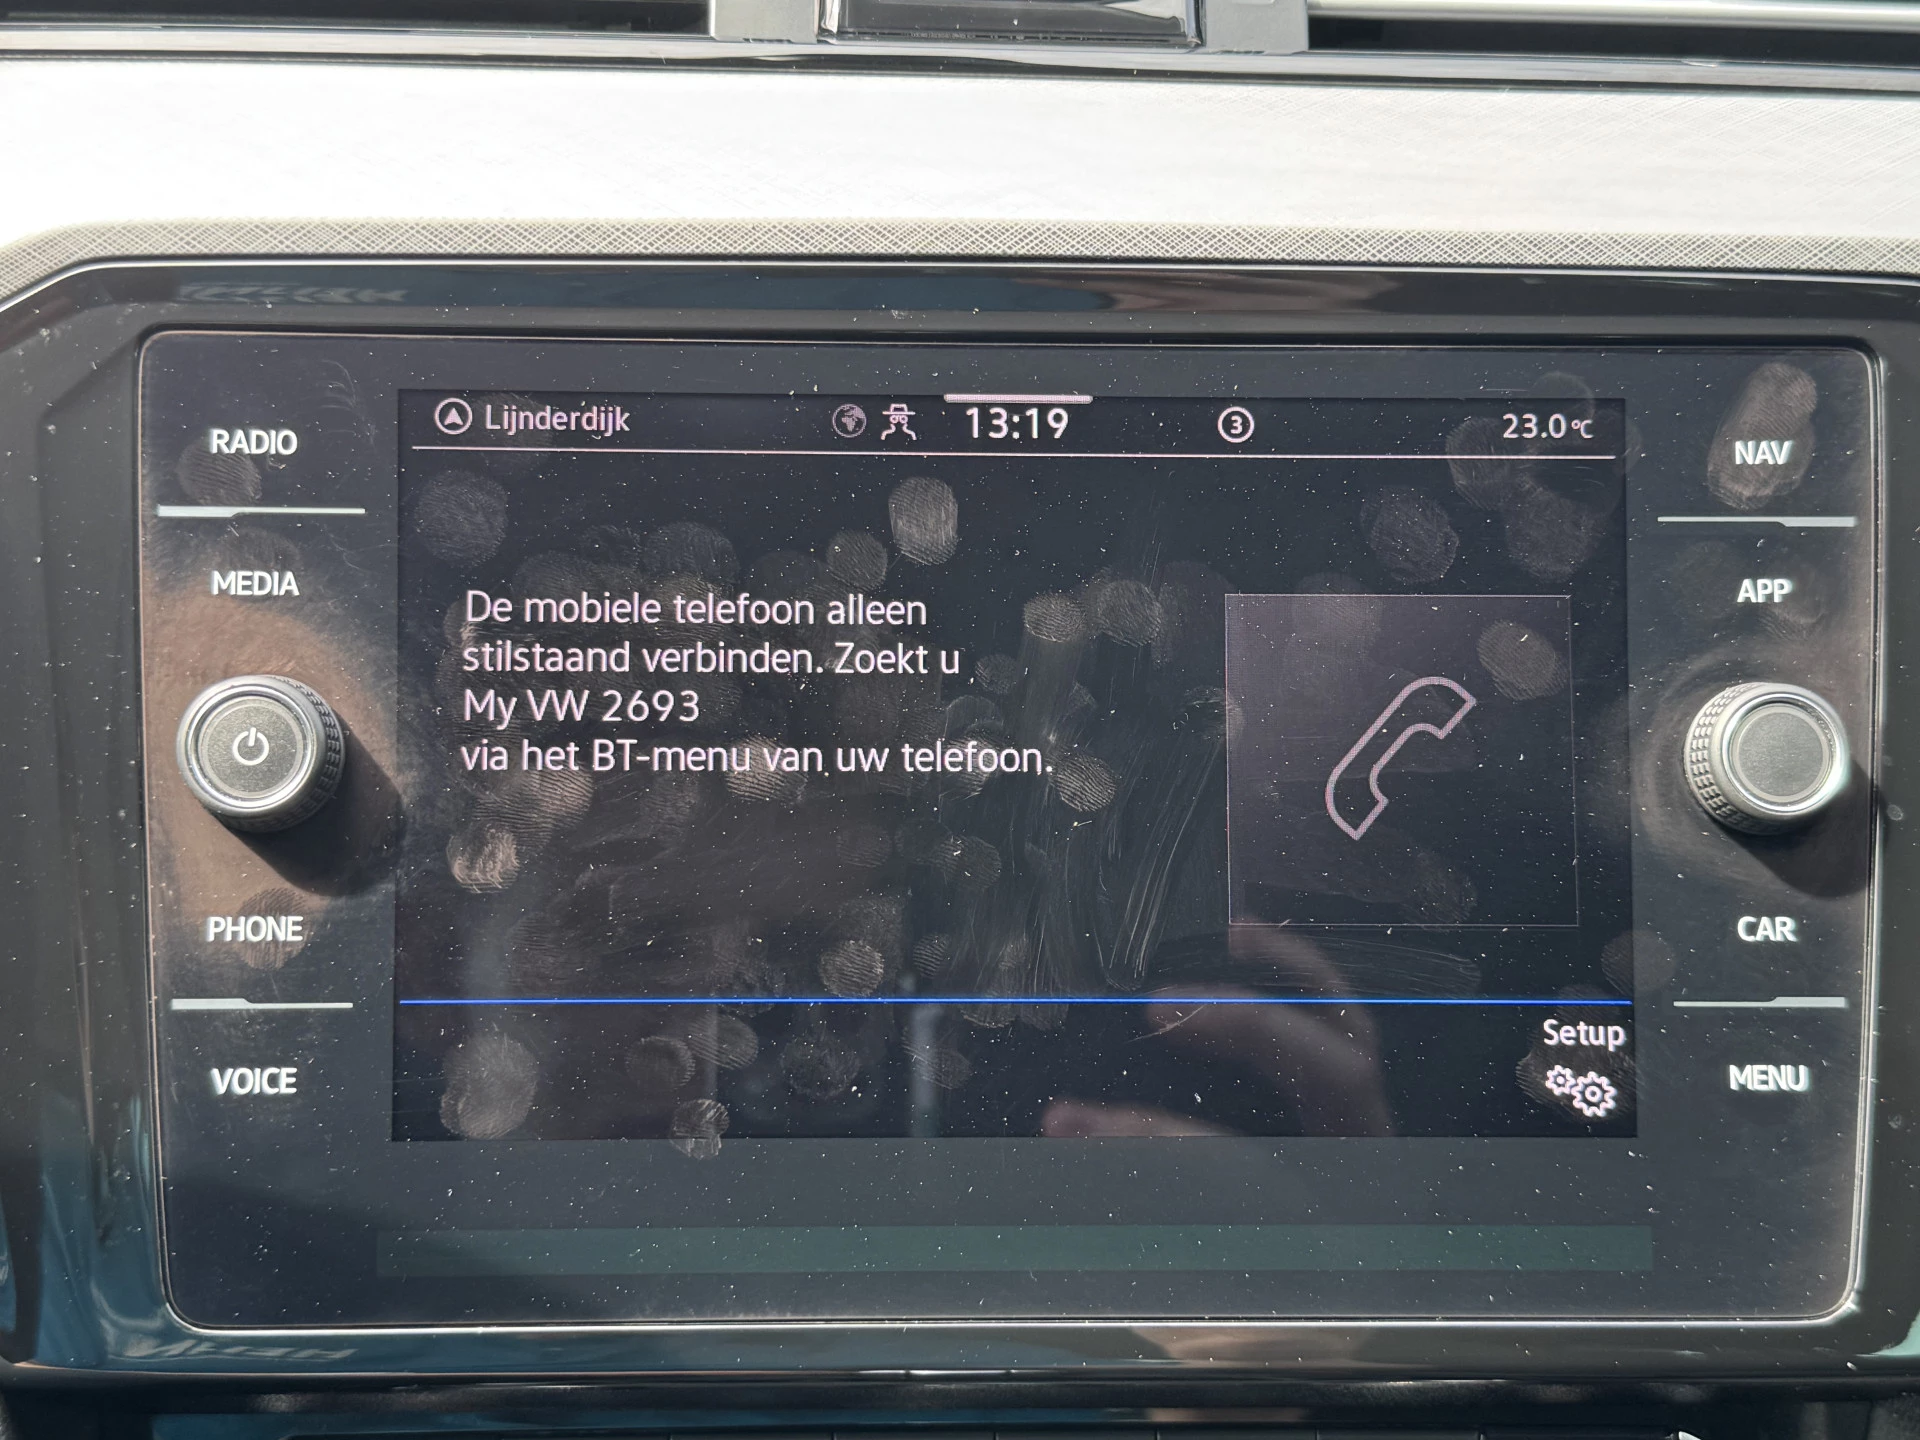 Lijnderdijk
13:19
3
23.0 °C
RADIO
MEDIA
PHONE
VOICE
De mobiele telefoon alleen
stilstaand verbinden. Zoekt u
My VW 2693
via het BT-menu van uw telefoon.
Setup
NAV
APP
CAR
MENU